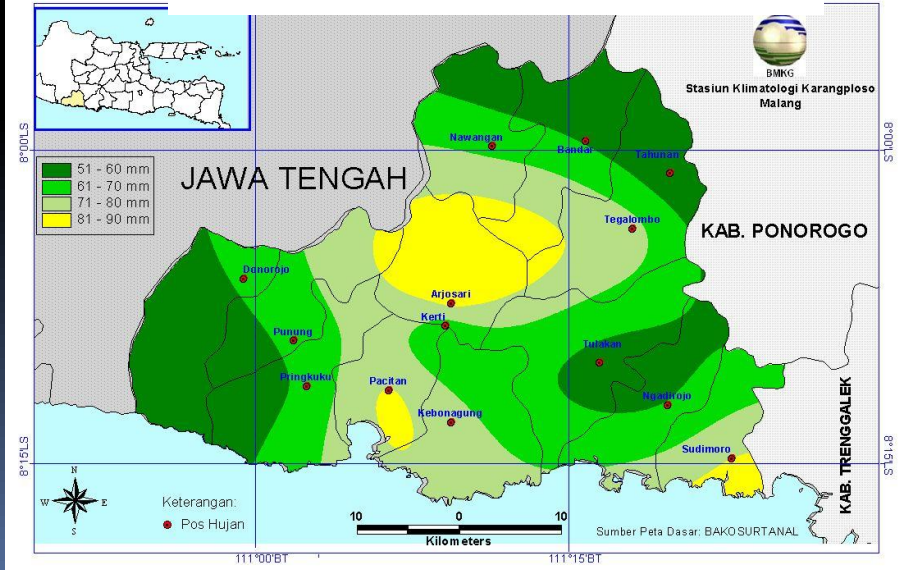 BMKG
Stasiun Klimatologi Karangploso
Malang
8°00'LS
8°00'LS
51 - 60 mm
61 - 70 mm
71 - 80 mm
81 - 90 mm
JAWA TENGAH
Nawangan
Bandar
Tahunan
Tegalombo
KAB. PONOROGO
Donorojo
Arjosari
Kerti
Punung
Tulakan
Pringkuku
Pacitan
Ngadirojo
Kebonagung
Sudimoro
KAB. TRENGGALEK
8°15'LS
8°15'LS
N
W E
S
Keterangan:
Pos Hujan
10 0 10
Kilometers
Sumber Peta Dasar: BAKOSURTANAL
111°00'BT
111°15'BT